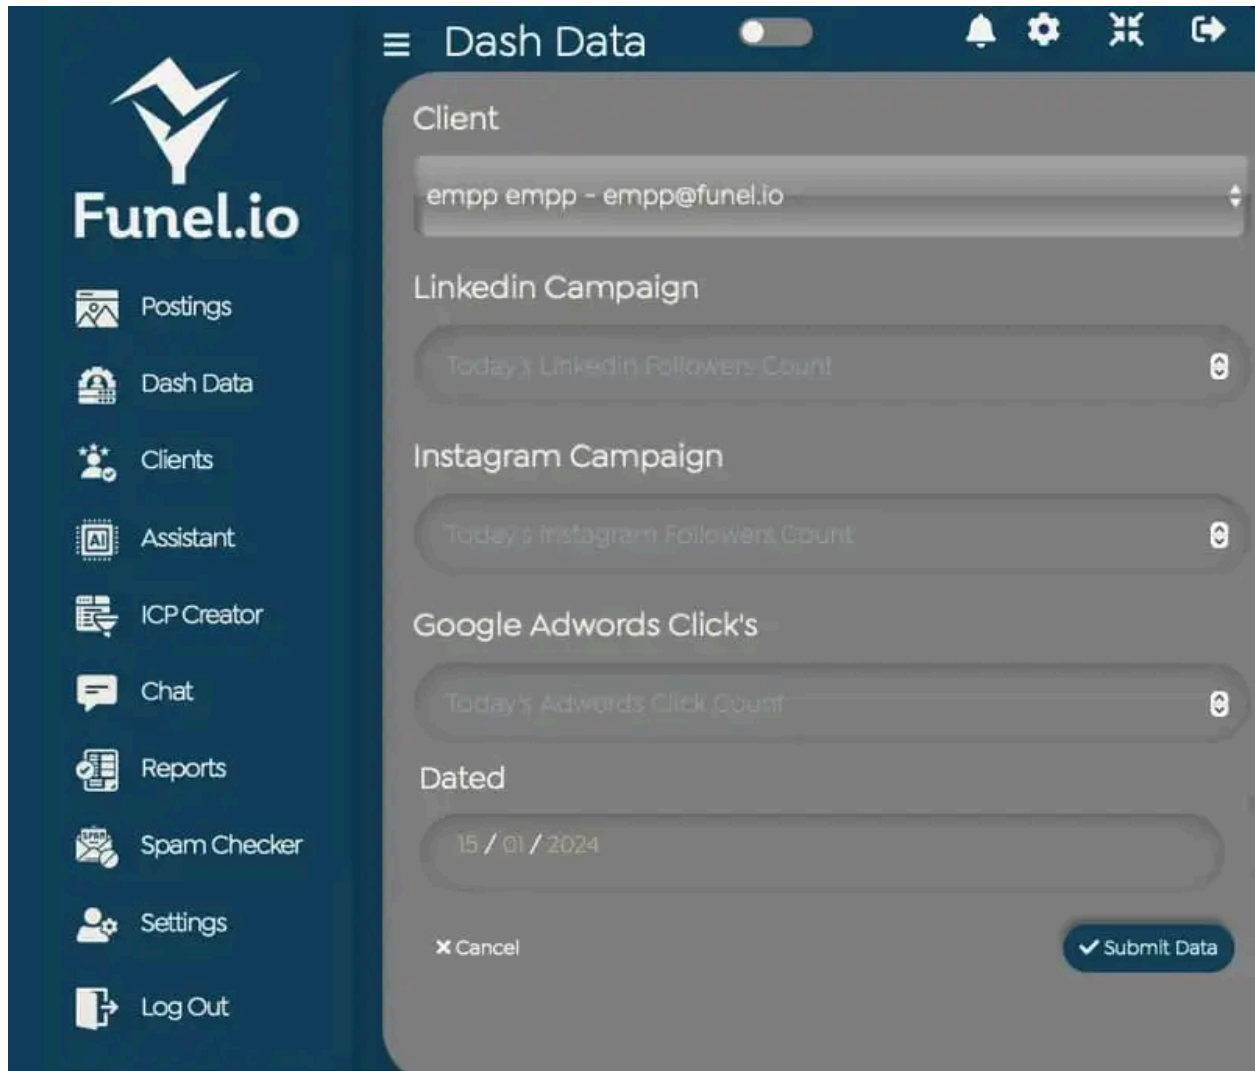 Funel.io
Postings
Dash Data
Clients
AI
Assistant
ICP Creator
Chat
Reports
SPAM
Spam Checker
Settings
Log Out
Dash Data
Client
empp empp - empp@funel.io
Linkedin Campaign
Today's Linkedin Followers Count
Instagram Campaign
Today's Instagram Followers Count
Google Adwords Click's
Today's Adwords Click Count
Dated
15 / 01 / 2024
Cancel
Submit Data